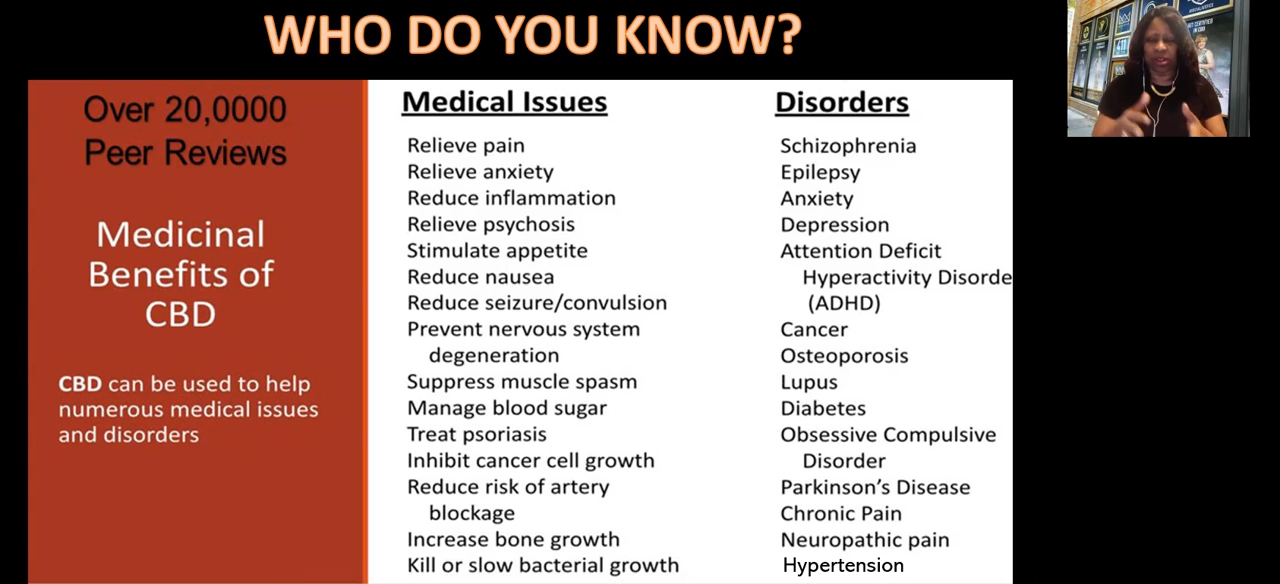 WHO DO YOU KNOW?
Over 20,0000
Peer Reviews
Medicinal
Benefits of
CBD
CBD can be used to help
numerous medical issues
and disorders
Medical Issues
Relieve pain
Relieve anxiety
Reduce inflammation
Relieve psychosis
Stimulate appetite
Reduce nausea
Reduce seizure/convulsion
Prevent nervous system
degeneration
Suppress muscle spasm
Manage blood sugar
Treat psoriasis
Inhibit cancer cell growth
Reduce risk of artery
blockage
Increase bone growth
Kill or slow bacterial growth
Disorders
Schizophrenia
Epilepsy
Anxiety
Depression
Attention Deficit
Hyperactivity Disorde
(ADHD)
Cancer
Osteoporosis
Lupus
Diabetes
Obsessive Compulsive
Disorder
Parkinson's Disease
Chronic Pain
Neuropathic pain
Hypertension